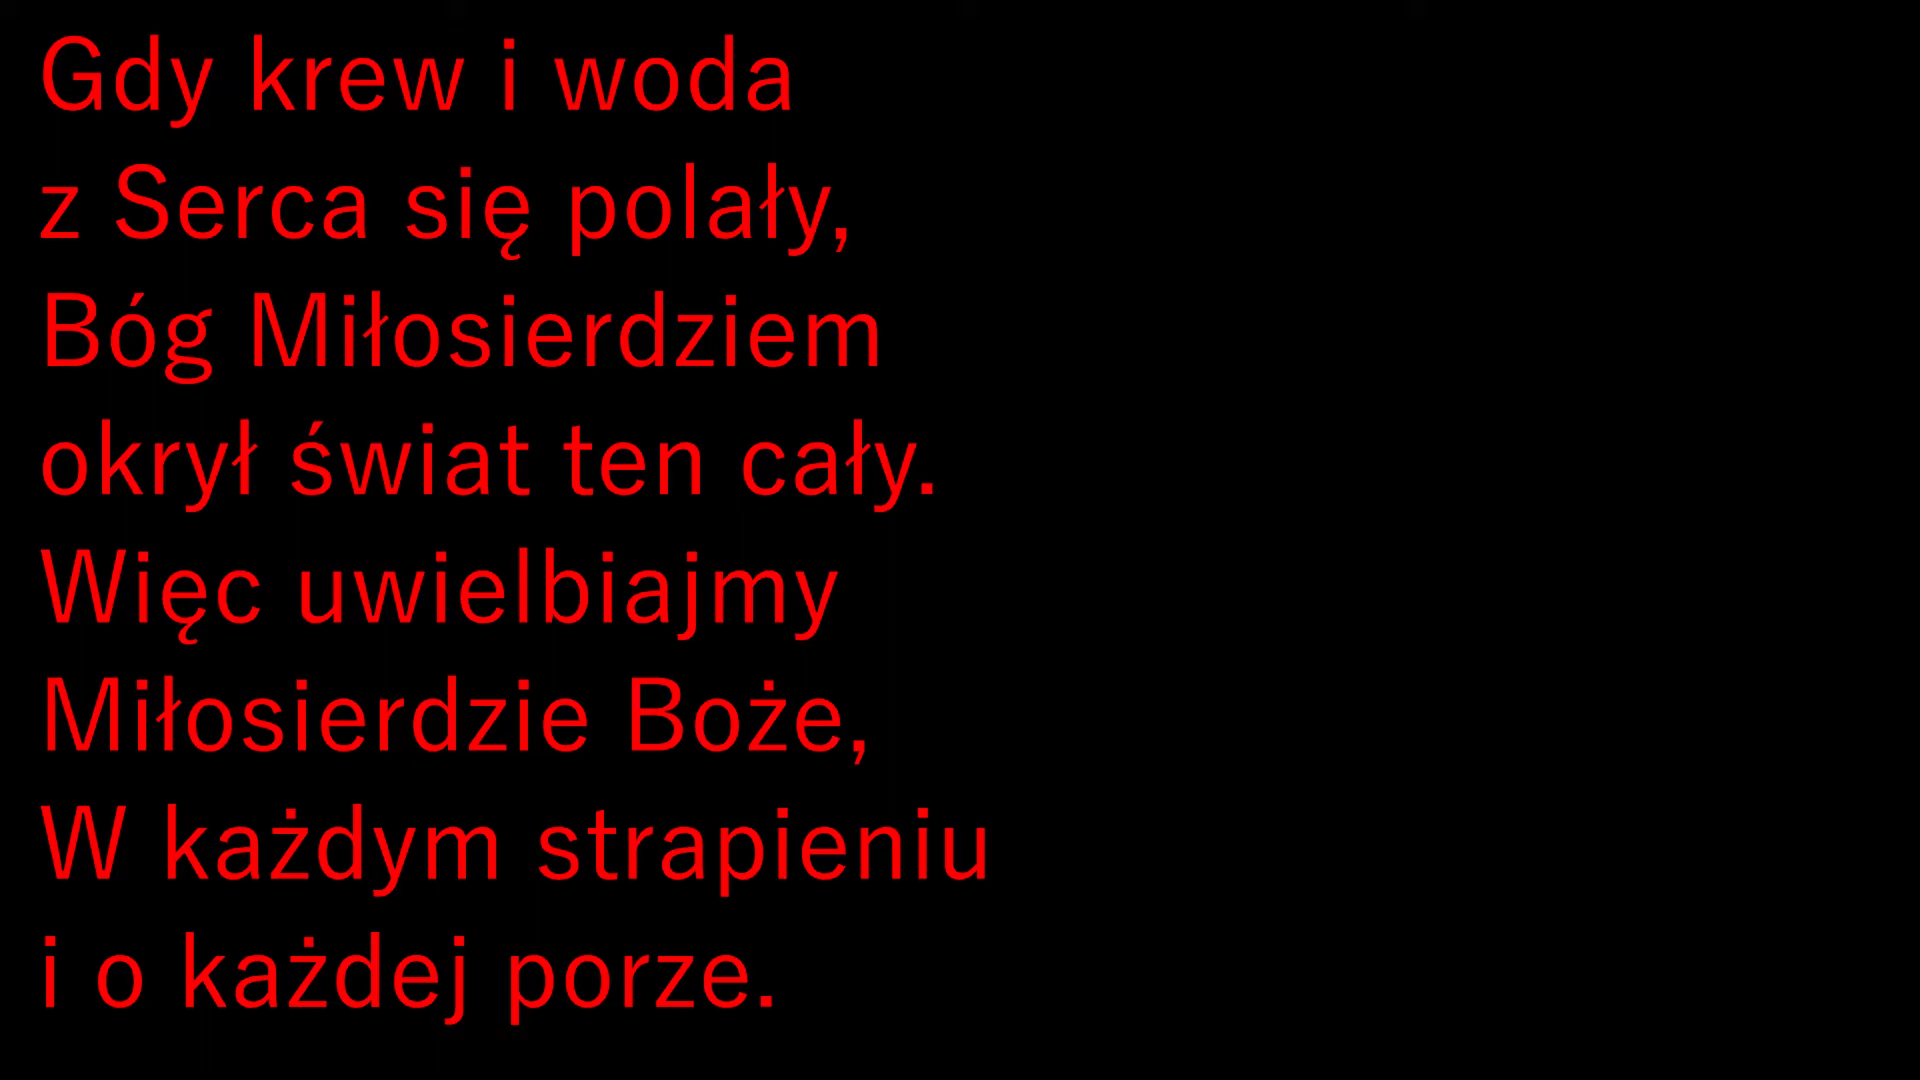 Gdy krew i woda
z Serca się polały,
Bóg Miłosierdziem
okrył świat ten cały.
Więc uwielbiajmy
Miłosierdzie Boże,
W każdym strapieniu
i o każdej porze.